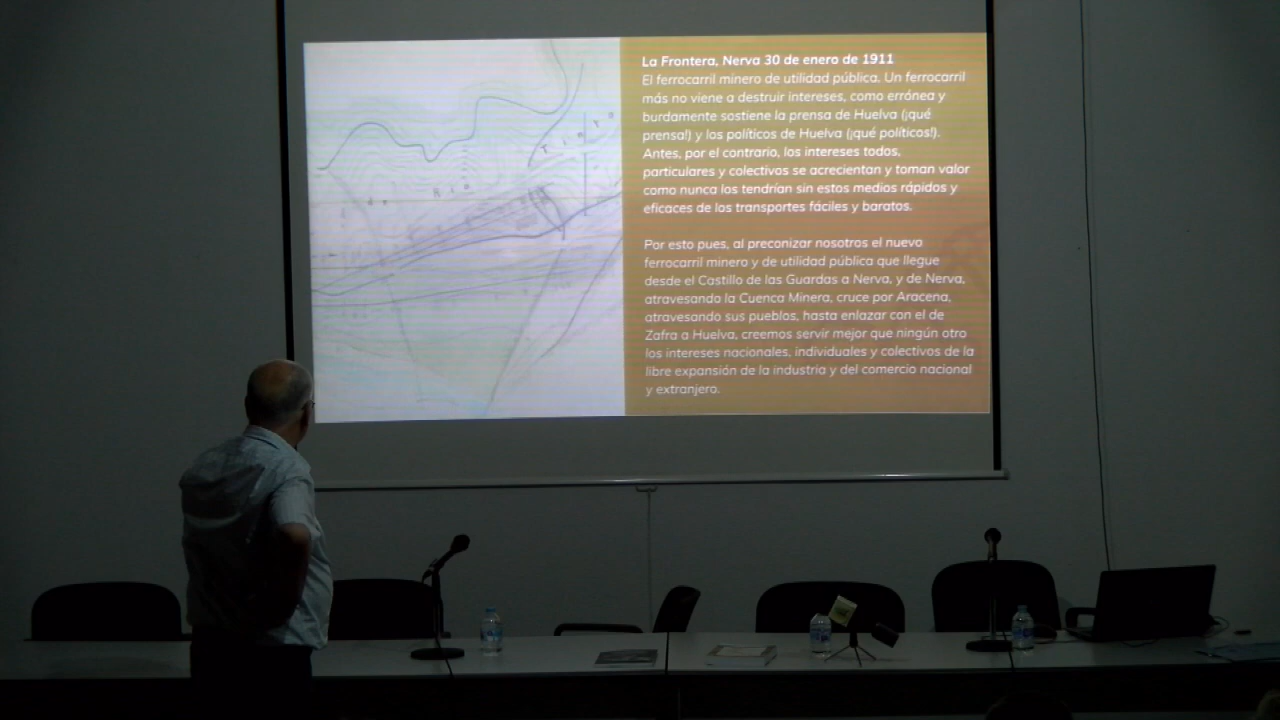 La Frontera, Nerva 30 de enero de 1911
El ferrocarril minero de utilidad pública. Un ferrocarril
más no viene a destruir intereses, como errónea y
burdamente sostiene la prensa de Huelva (¡qué
prensa!) y los políticos de Huelva (¡qué políticos!).
Antes, por el contrario, los intereses todos,
particulares y colectivos se acrecientan y toman valor
como nunca los tendrían sin estos medios rápidos y
eficaces de los transportes fáciles y baratos.
Por esto pues, al preconizar nosotros el nuevo
ferrocarril minero y de utilidad pública que llegue
desde el Castillo de las Guardas a Nerva, y de Nerva,
atravesando la Cuenca Minera, cruce por Aracena,
atravesando sus pueblos, hasta enlazar con el de
Zafra a Huelva, creemos servir mejor que ningún otro
los intereses nacionales, individuales y colectivos de la
libre expansión de la industria y del comercio nacional
y extranjero.
Rio
Tinto